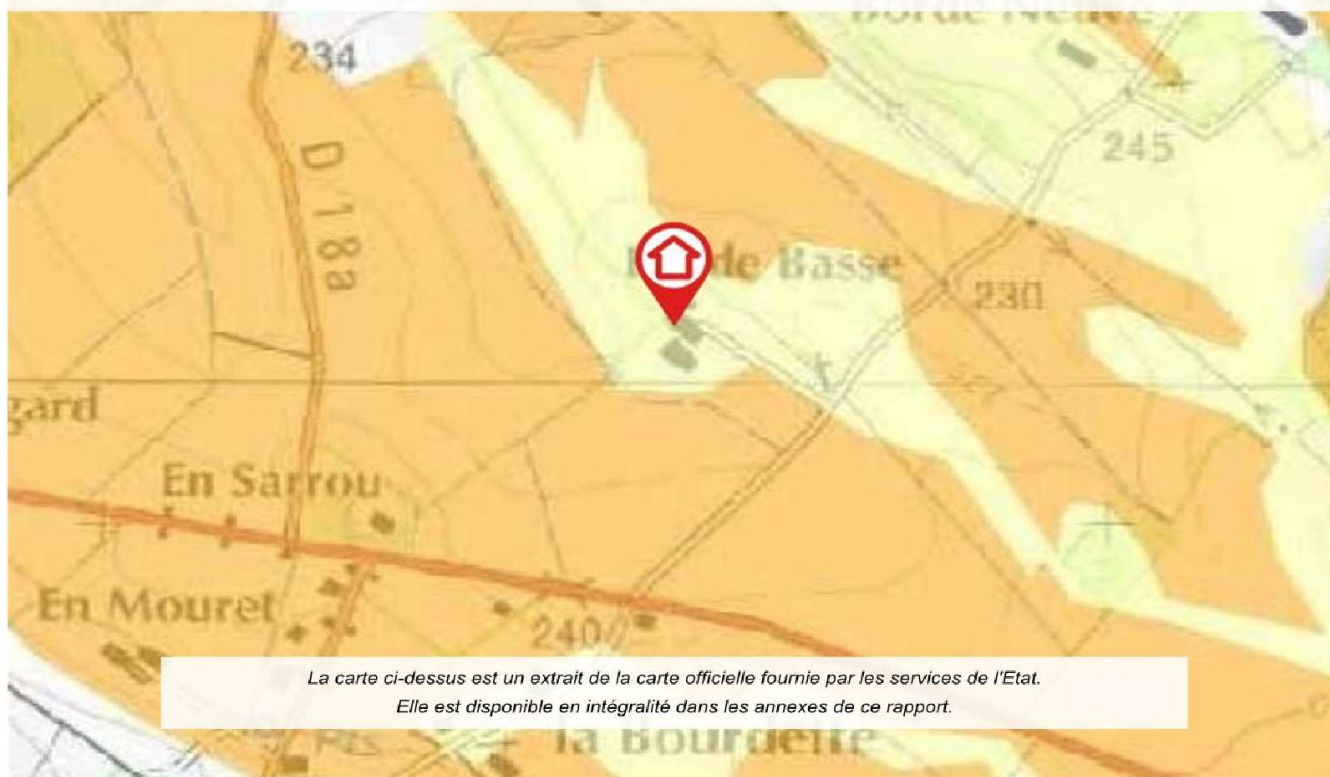 234
245
D 18a
de Basse
230
gard
En Sarrou
En Mouret
240
La carte ci-dessus est un extrait de la carte officielle fournie par les services de l'Etat.
Elle est disponible en intégralité dans les annexes de ce rapport.
la Bourdette